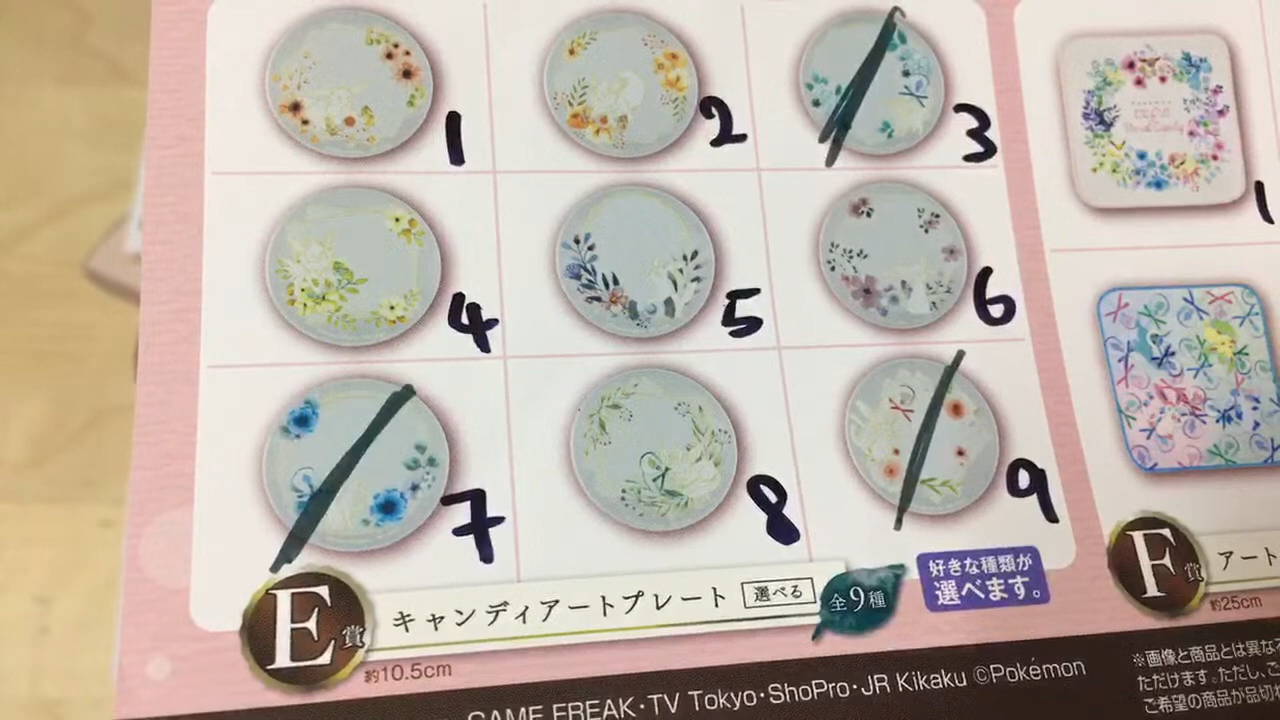 1
2
3
1
4
5
6
7
8
9
E賞 キャンディアートプレート 選べる 全9種
好きな種類が
選べます。
約10.5cm
F賞 アート
約25cm
GAME FREAK・TV Tokyo・ShoPro・JR Kikaku ©Pokémon
※画像と商品とは異な
ただけます。ただし、ご
ご希望の商品が品切れ